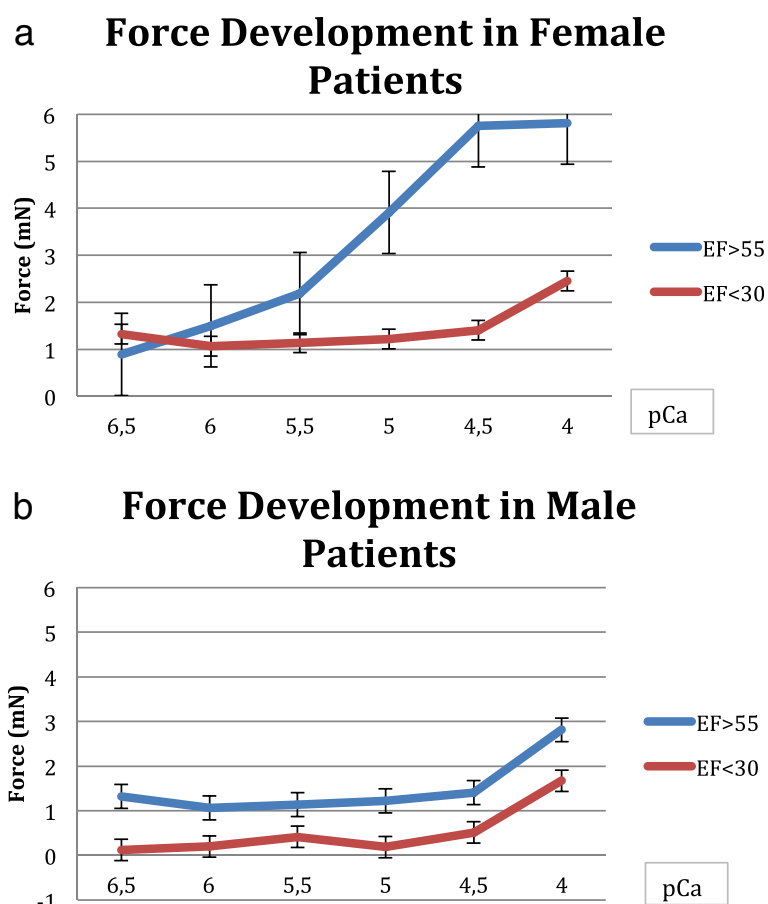 a
Force Development in Female
Patients
6
5
4
3
2
1
0
Force (mN)
6,5 6 5,5 5 4,5 4
EF>55
EF<30
pCa
b
Force Development in Male
Patients
6
5
4
3
2
1
0
-1
Force (mN)
6,5 6 5,5 5 4,5 4
EF>55
EF<30
pCa